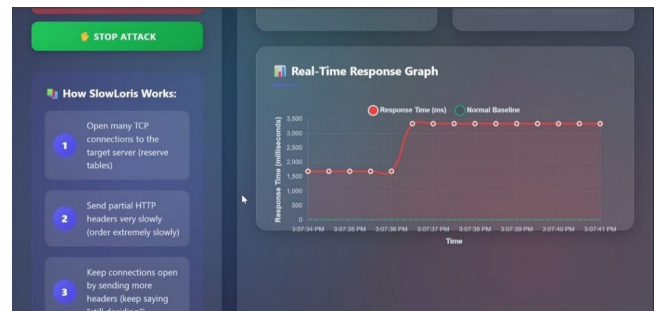 STOP ATTACK
How SlowLoris Works:
1
Open many TCP
connections to the
target server (reserve
tables)
2
Send partial HTTP
headers very slowly
(order extremely slowly)
3
Keep connections open
by sending more
headers (keep saying
Real-Time Response Graph
Response Time (ms)
Normal Baseline
Response Time (milliseconds)
3,500
3,000
2,500
2,000
1,500
1,000
500
0
3:07:34 PM
3:07:35 PM
3:07:36 PM
3:07:37 PM
3:07:38 PM
3:07:39 PM
3:07:40 PM
3:07:41 PM
Time